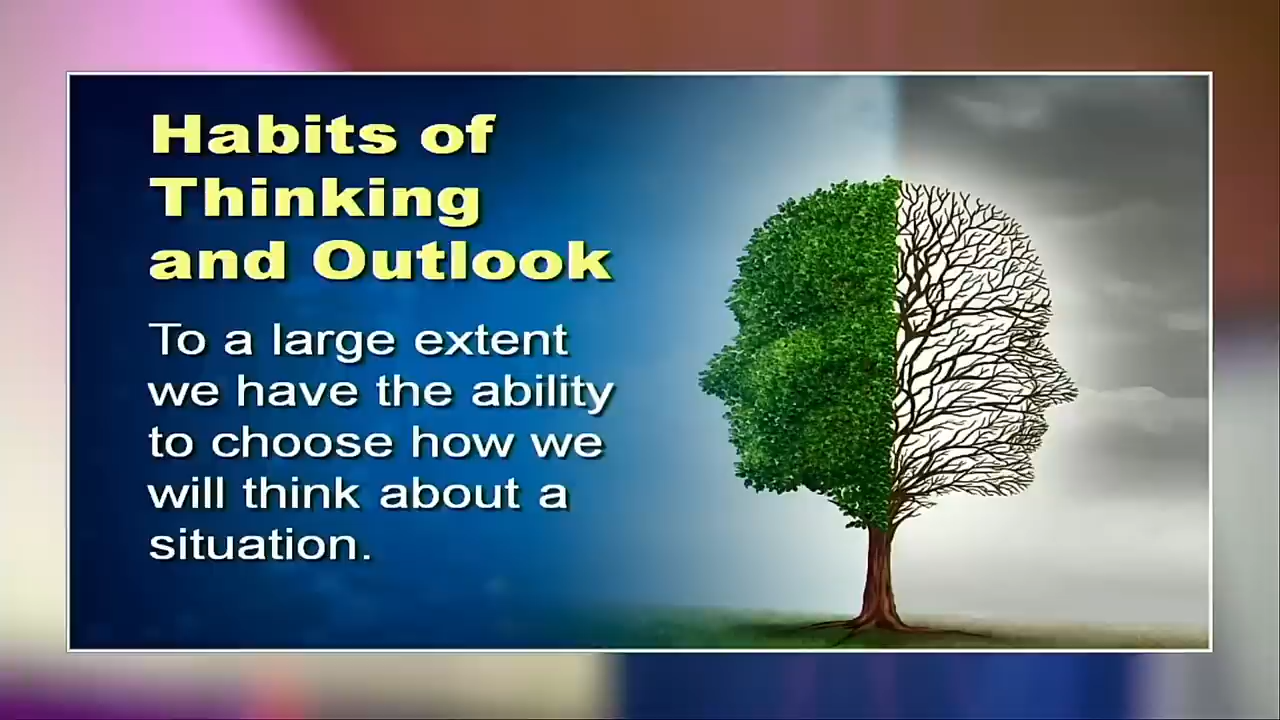 Habits of
Thinking
and Outlook
To a large extent
we have the ability
to choose how we
will think about a
situation.